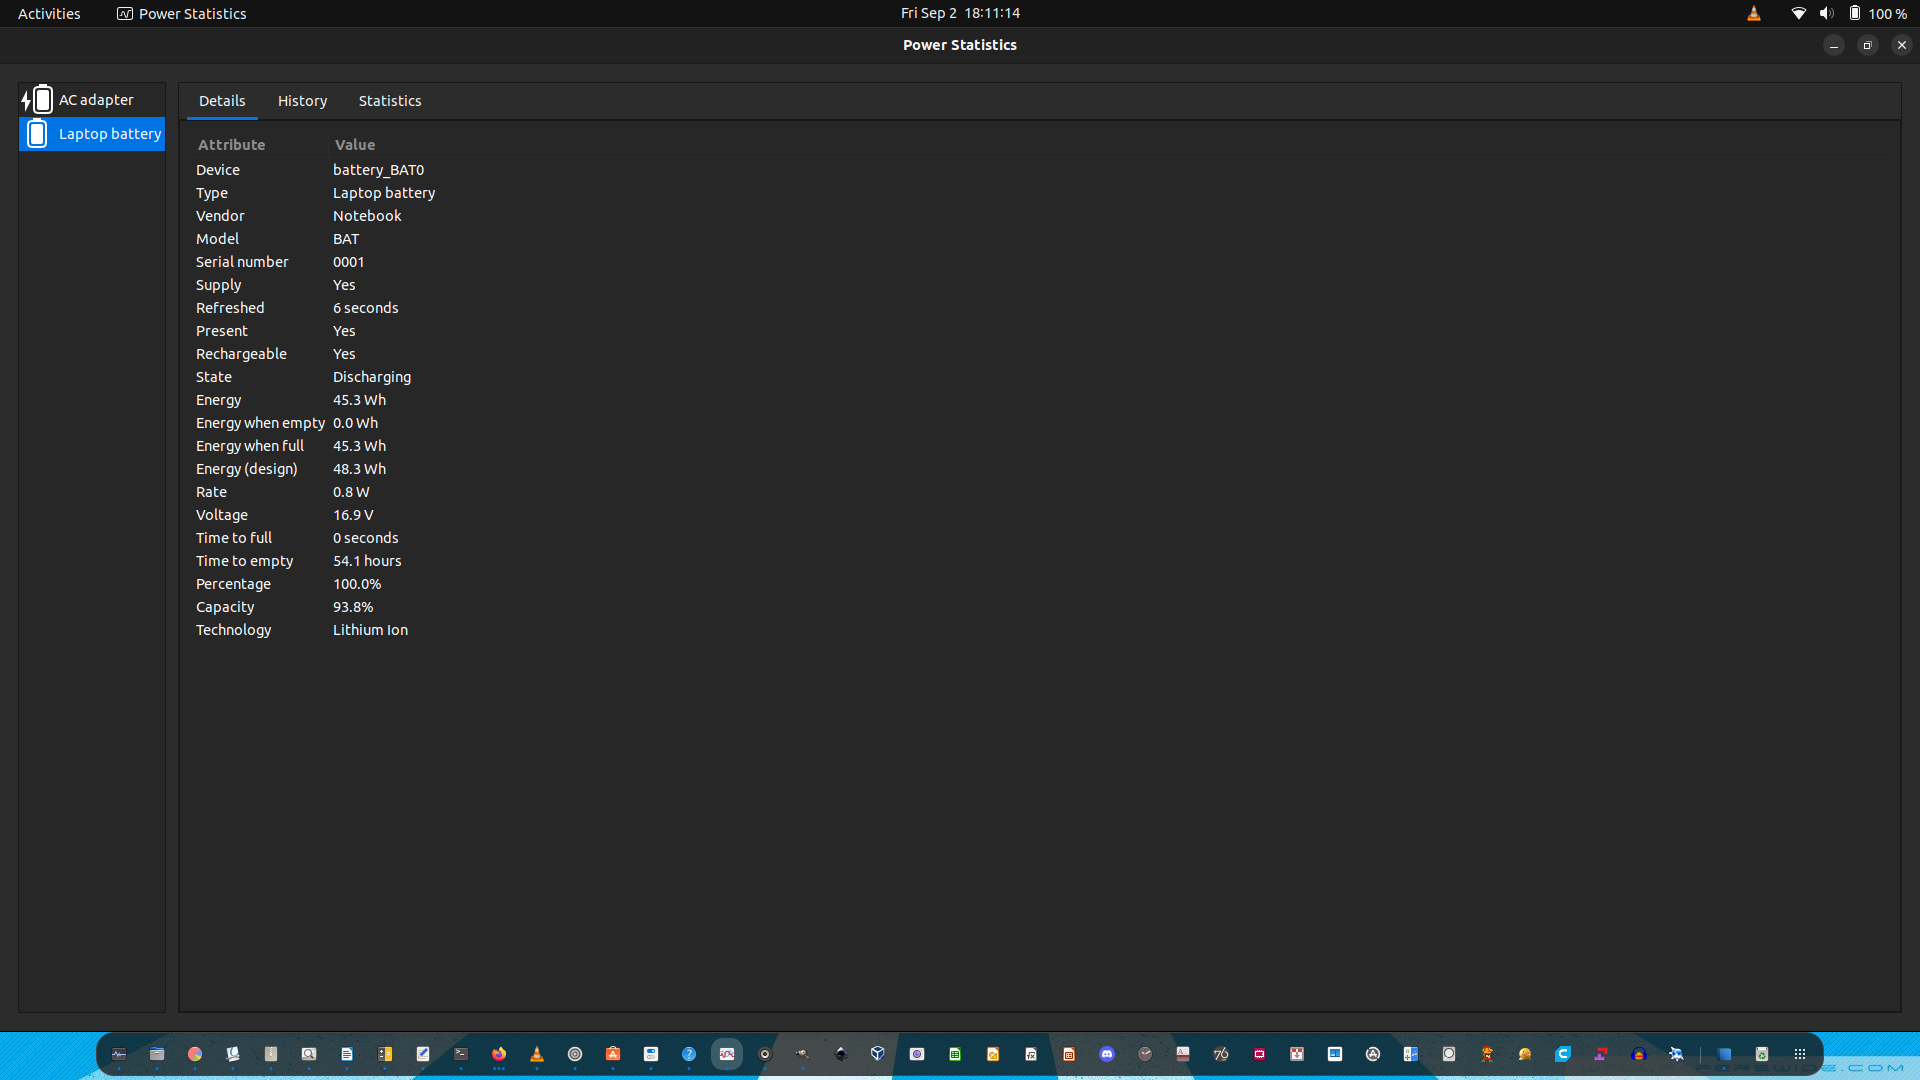 Activities Power Statistics Fri Sep 2 18:11:14 100 %
Power Statistics
AC adapter
Laptop battery
Details History Statistics
Attribute Value
Device battery_BAT0
Type Laptop battery
Vendor Notebook
Model BAT
Serial number 0001
Supply Yes
Refreshed 6 seconds
Present Yes
Rechargeable Yes
State Discharging
Energy 45.3 Wh
Energy when empty 0.0 Wh
Energy when full 45.3 Wh
Energy (design) 48.3 Wh
Rate 0.8 W
Voltage 16.9 V
Time to full 0 seconds
Time to empty 54.1 hours
Percentage 100.0%
Capacity 93.8%
Technology Lithium Ion